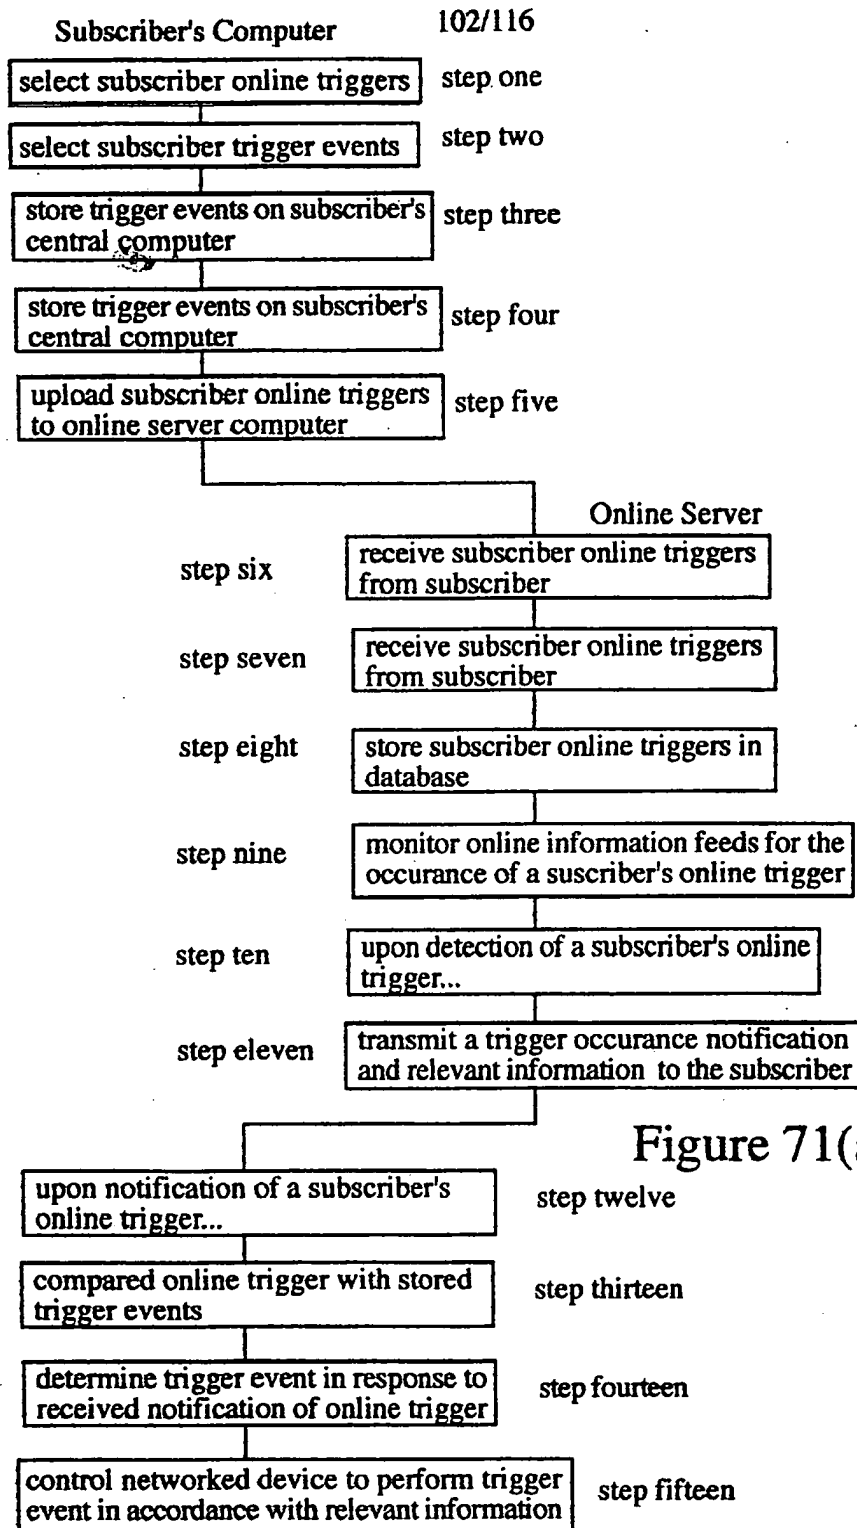 Subscriber's Computer
102/116
select subscriber online triggers
step one
select subscriber trigger events
step two
store trigger events on subscriber's
central computer
step three
store trigger events on subscriber's
central computer
step four
upload subscriber online triggers
to online server computer
step five
Online Server
step six
receive subscriber online triggers
from subscriber
step seven
receive subscriber online triggers
from subscriber
step eight
store subscriber online triggers in
database
step nine
monitor online information feeds for the
occurance of a suscriber's online trigger
step ten
upon detection of a subscriber's online
trigger...
step eleven
transmit a trigger occurance notification
and relevant information to the subscriber
Figure 71(a
upon notification of a subscriber's
online trigger...
step twelve
compared online trigger with stored
trigger events
step thirteen
determine trigger event in response to
received notification of online trigger
step fourteen
control networked device to perform trigger
event in accordance with relevant information
step fifteen